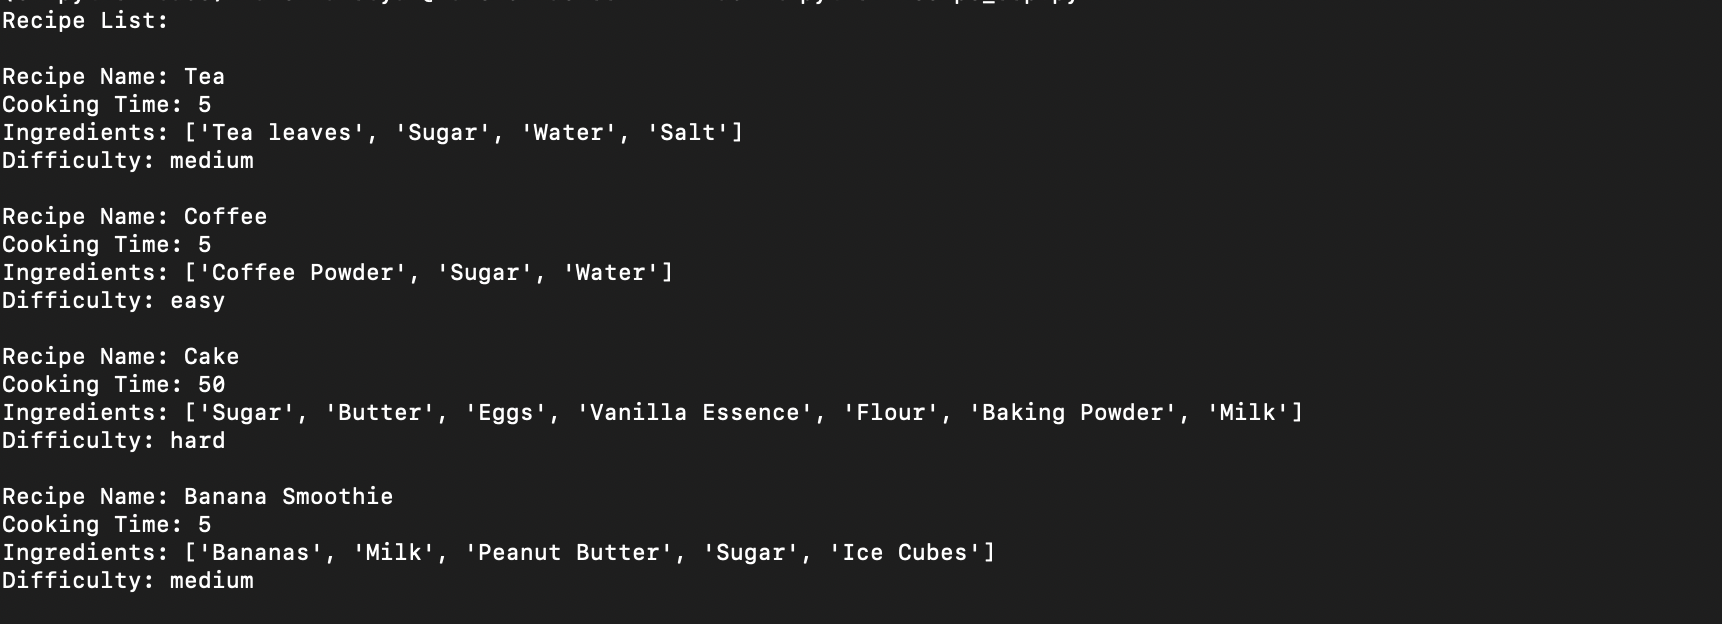 Recipe List:
Recipe Name: Tea
Cooking Time: 5
Ingredients: ['Tea leaves', 'Sugar', 'Water', 'Salt']
Difficulty: medium
Recipe Name: Coffee
Cooking Time: 5
Ingredients: ['Coffee Powder', 'Sugar', 'Water']
Difficulty: easy
Recipe Name: Cake
Cooking Time: 50
Ingredients: ['Sugar', 'Butter', 'Eggs', 'Vanilla Essence', 'Flour', 'Baking Powder', 'Milk']
Difficulty: hard
Recipe Name: Banana Smoothie
Cooking Time: 5
Ingredients: ['Bananas', 'Milk', 'Peanut Butter', 'Sugar', 'Ice Cubes']
Difficulty: medium